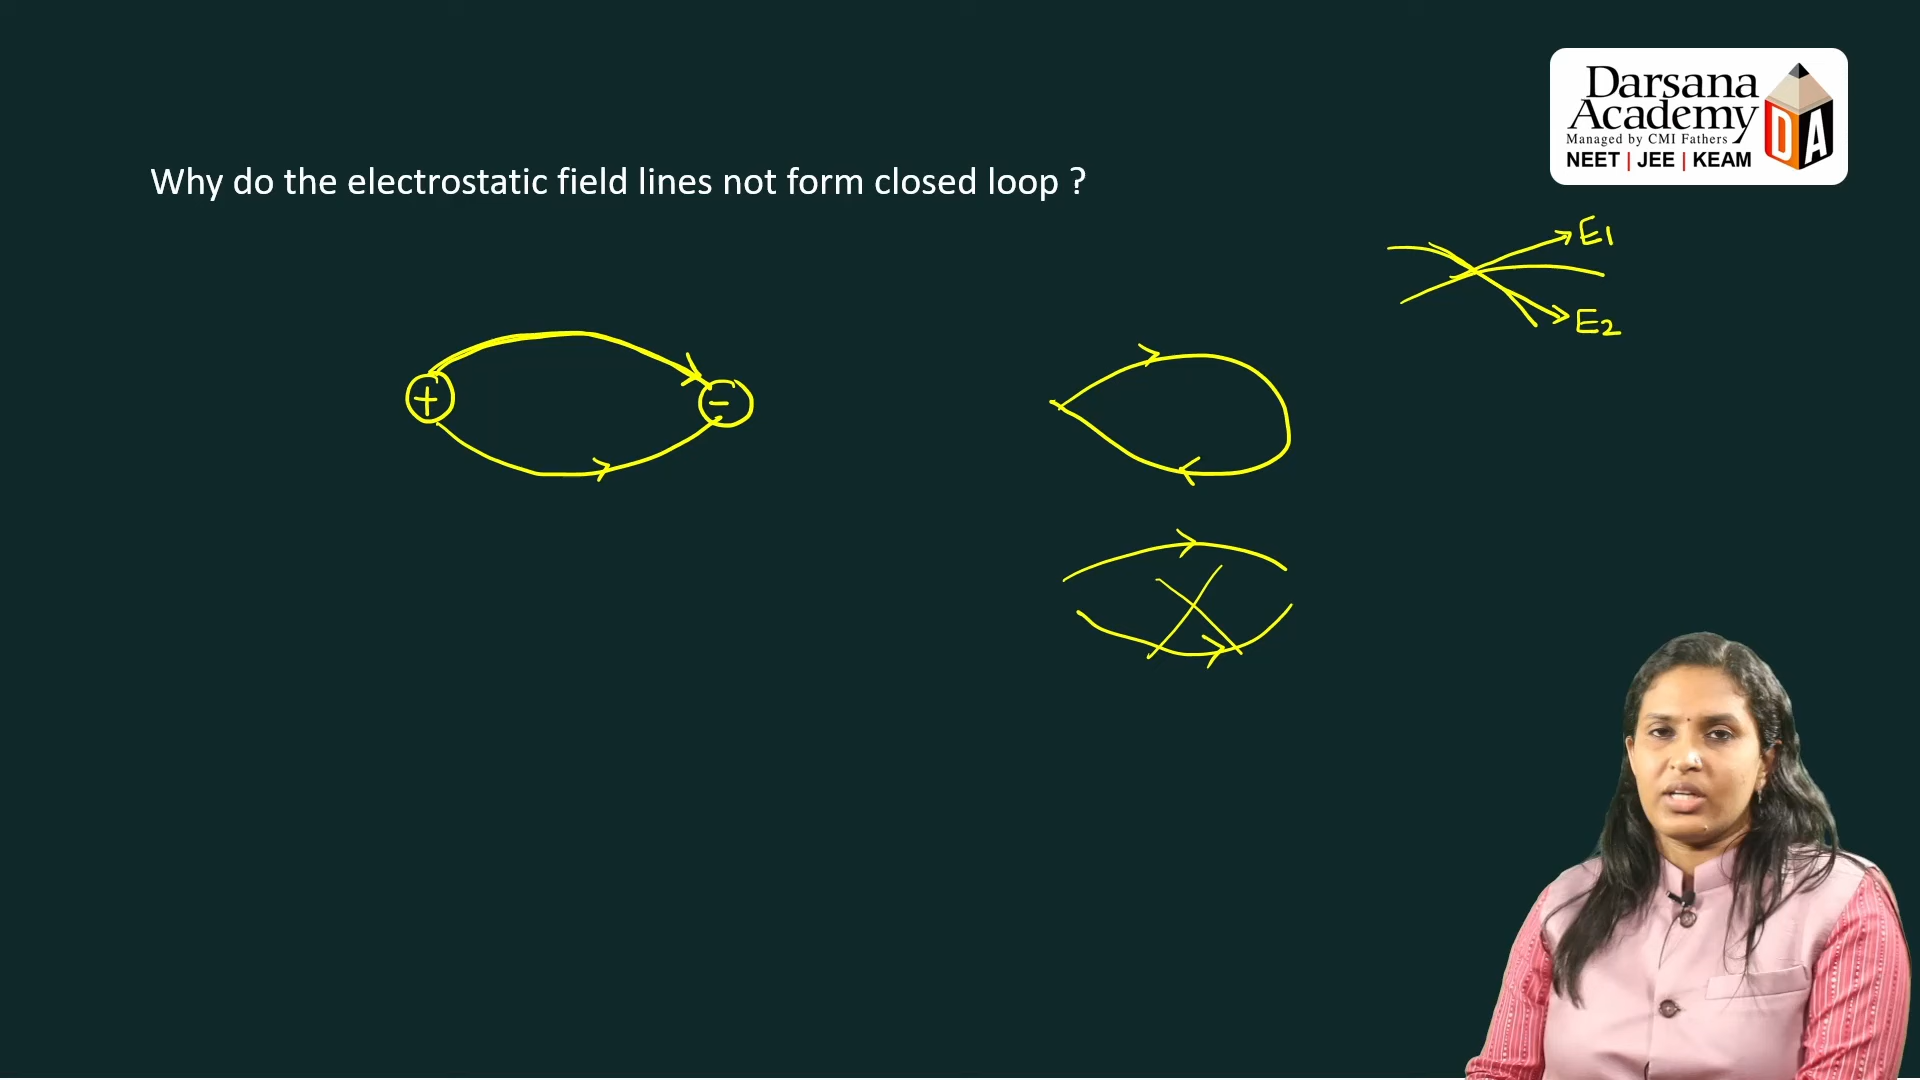 Darsana
Academy
Managed by CMI Fathers
NEET | JEE | KEAM
DA
Why do the electrostatic field lines not form closed loop ?
E1
E2
+
-